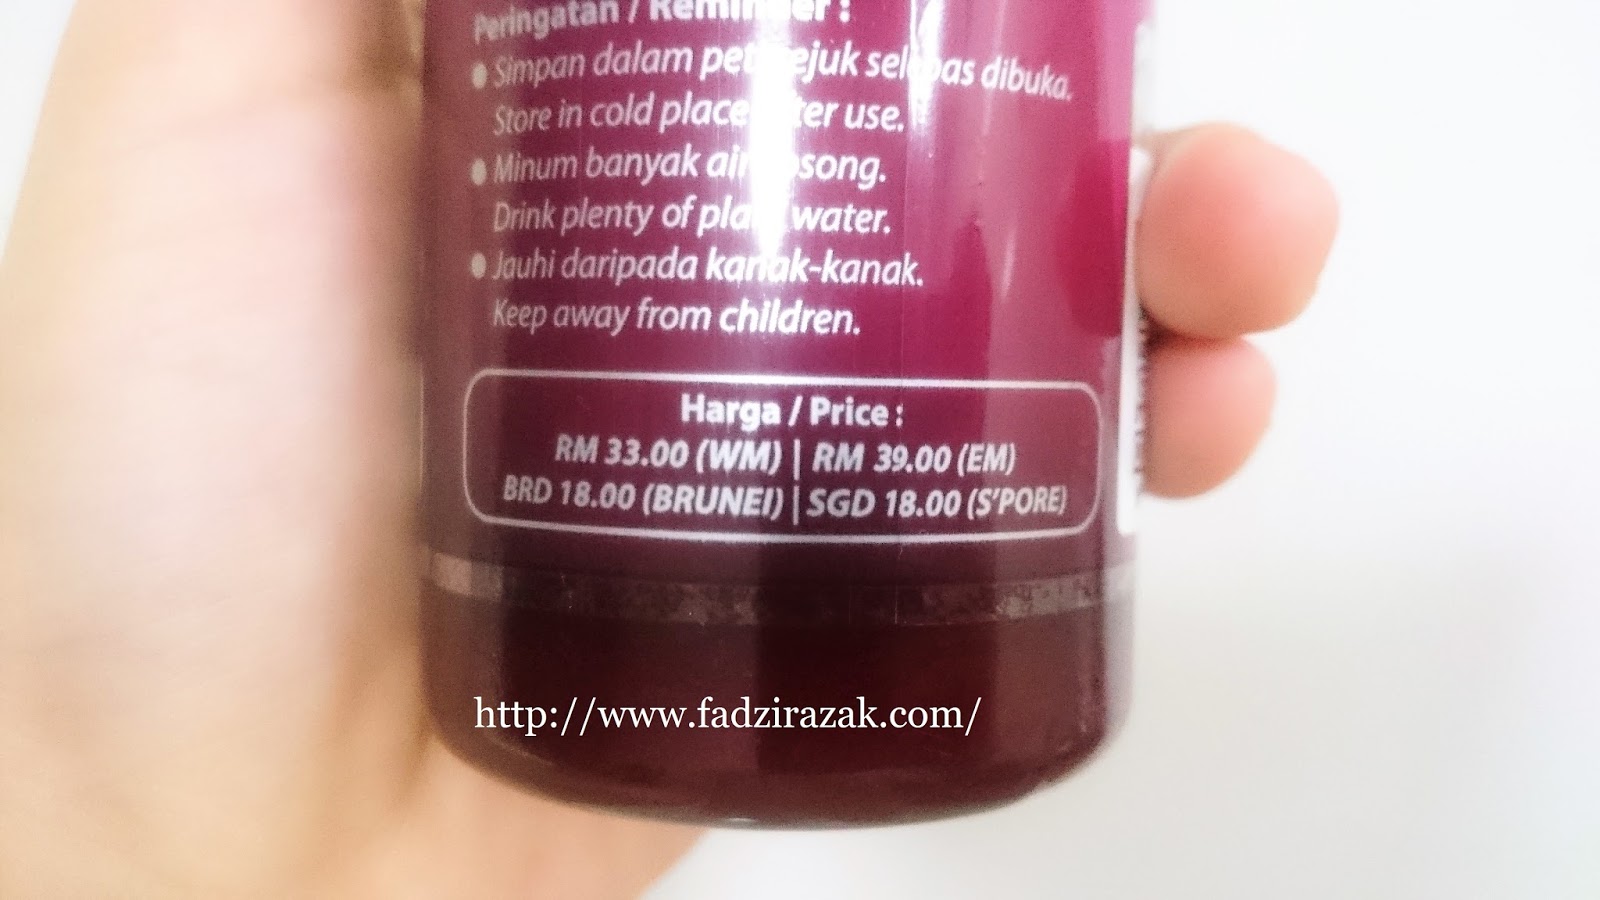 Peringatan / Reminder :
• Simpan dalam peti sejuk selepas dibuka.
Store in cold place after use.
• Minum banyak air kosong.
Drink plenty of plain water.
• Jauhi daripada kanak-kanak.
Keep away from children.
Harga / Price :
RM 33.00 (WM) | RM 39.00 (EM)
BRD 18.00 (BRUNEI) | SGD 18.00 (S'PORE)
http://www.fadzirazak.com/